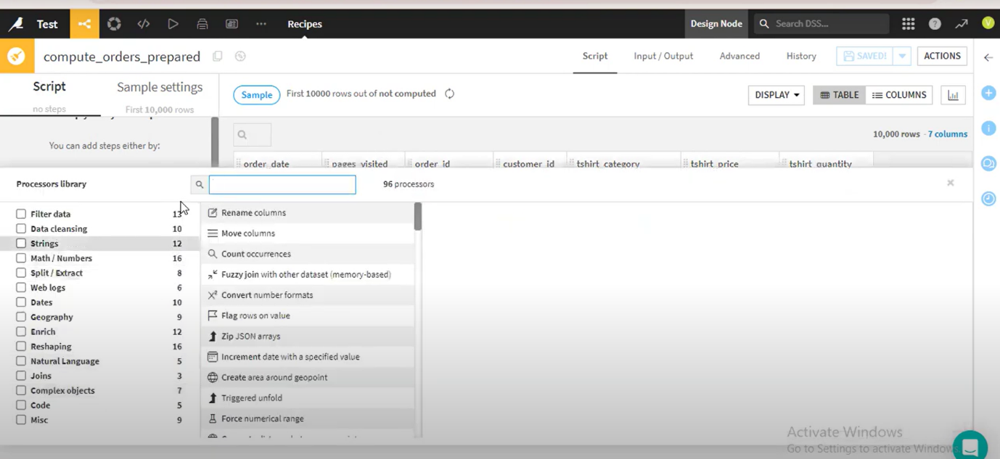 Test
Recipes
Design Node
Search DSS...
V
compute_orders_prepared
Script
Input / Output
Advanced
History
SAVED!
ACTIONS
Script
no steps
Sample settings
First 10,000 rows
Sample
First 10000 rows out of not computed
DISPLAY
TABLE
COLUMNS
You can add steps either by:
10,000 rows - 7 columns
order_date
pages_visited
order_id
customer_id
tshirt_category
tshirt_price
tshirt_quantity
Processors library
96 processors
Filter data 13
Data cleansing 10
Strings 12
Math / Numbers 16
Split / Extract 8
Web logs 6
Dates 10
Geography 9
Enrich 12
Reshaping 16
Natural Language 5
Joins 3
Complex objects 7
Code 5
Misc 9
Rename columns
Move columns
Count occurrences
Fuzzy join with other dataset (memory-based)
Convert number formats
Flag rows on value
Zip JSON arrays
Increment date with a specified value
Create area around geopoint
Triggered unfold
Force numerical range
Activate Windows
Go to Settings to activate Windows.